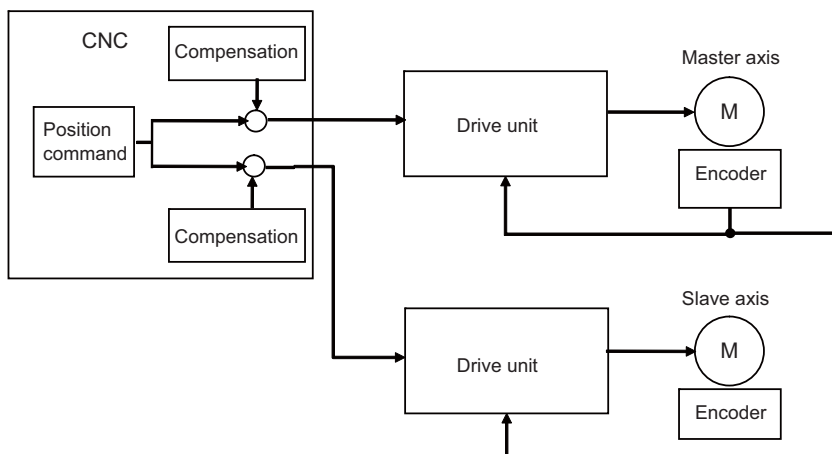 CNC
Compensation
Position
command
Compensation
Drive unit
Master axis
M
Encoder
Drive unit
Slave axis
M
Encoder